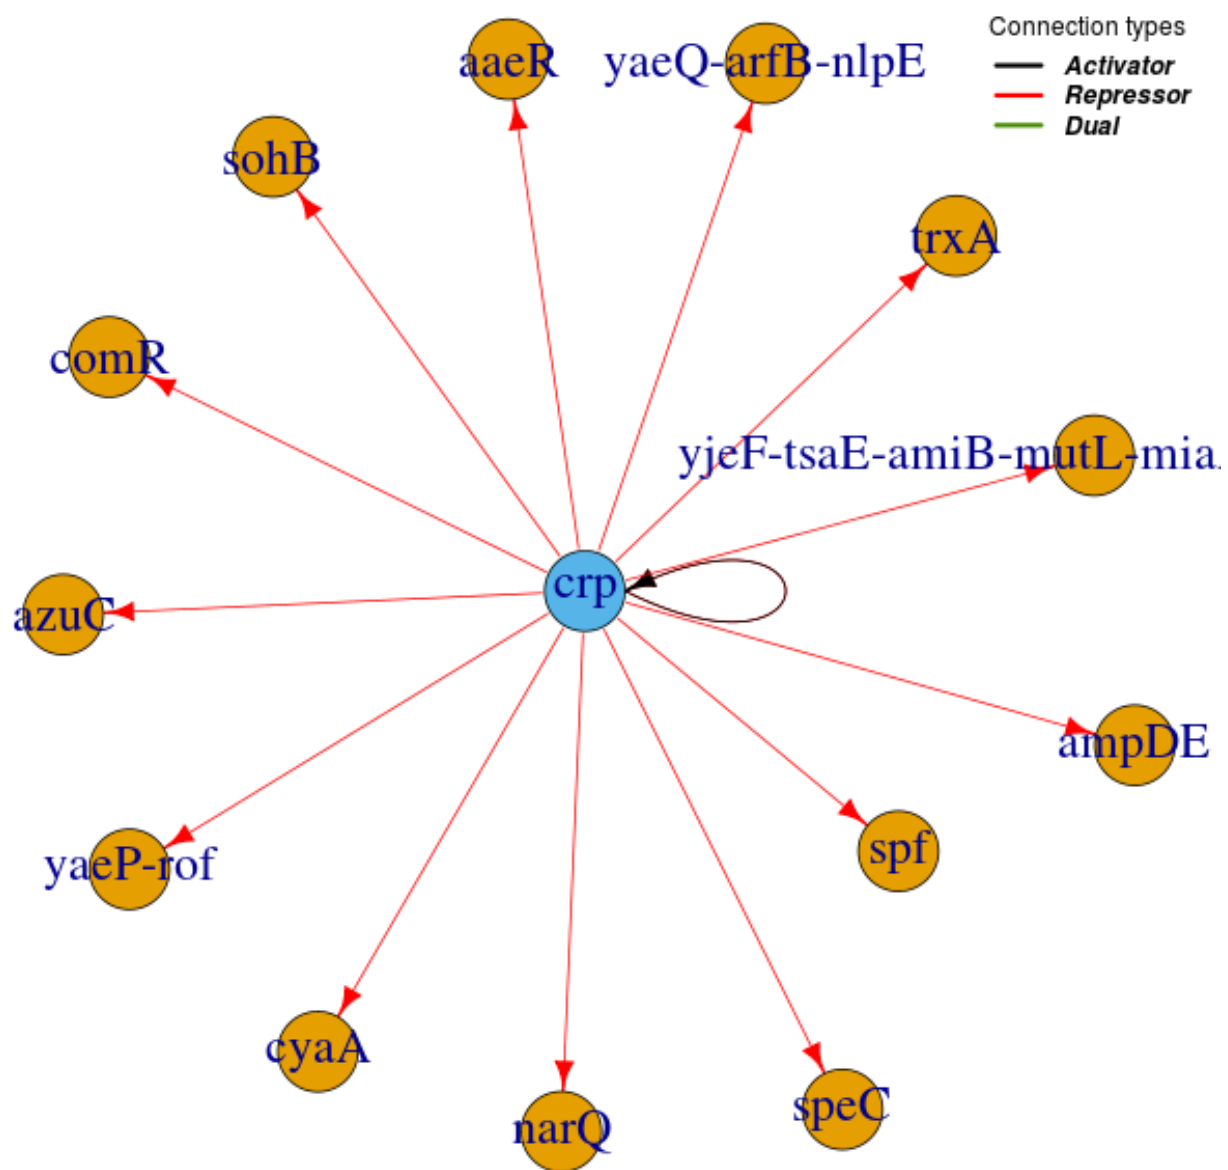 Connection types
Activator
Repressor
Dual
aaeR
yaeQ-arfB-nlpE
sohB
trxA
comR
yjeF-tsaE-amiB-mutL-mia
crp
azuC
ampDE
spf
yaeP-rof
cyaA
speC
narQ